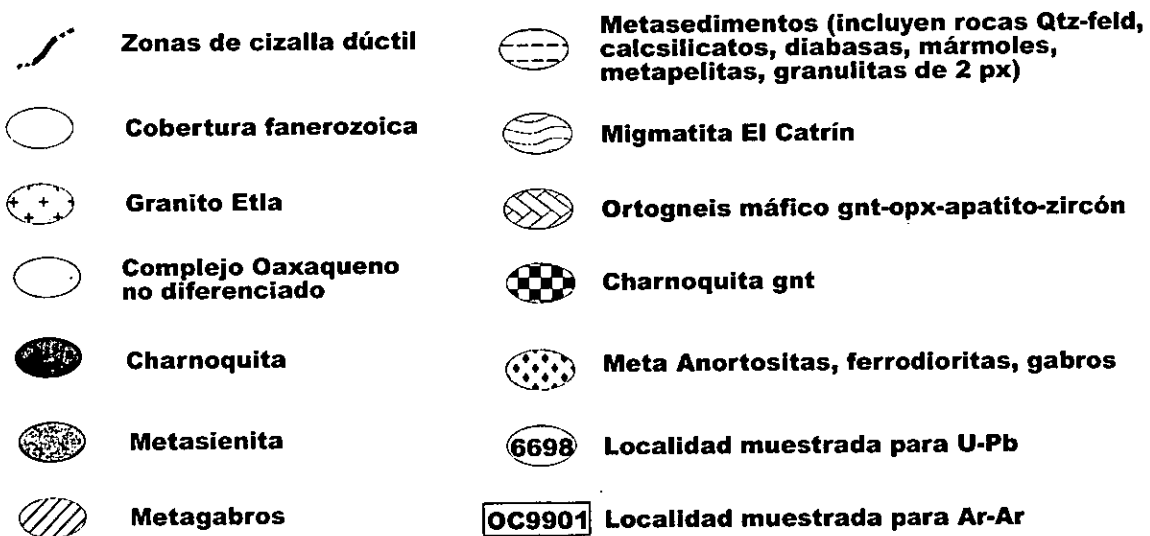 Zonas de cizalla dúctil
Cobertura fanerozoica
Granito Etla
Complejo Oaxaqueno
no diferenciado
Charnoquita
Metasienita
Metagabros
Metasedimentos (incluyen rocas Qtz-feld,
calcsilicatos, diabasas, mármoles,
metapelitas, granulitas de 2 px)
Migmatita El Catrín
Ortogneis máfico gnt-opx-apatito-zircón
Charnoquita gnt
Meta Anortositas, ferrodioritas, gabros
6698 Localidad muestrada para U-Pb
OC9901 Localidad muestrada para Ar-Ar